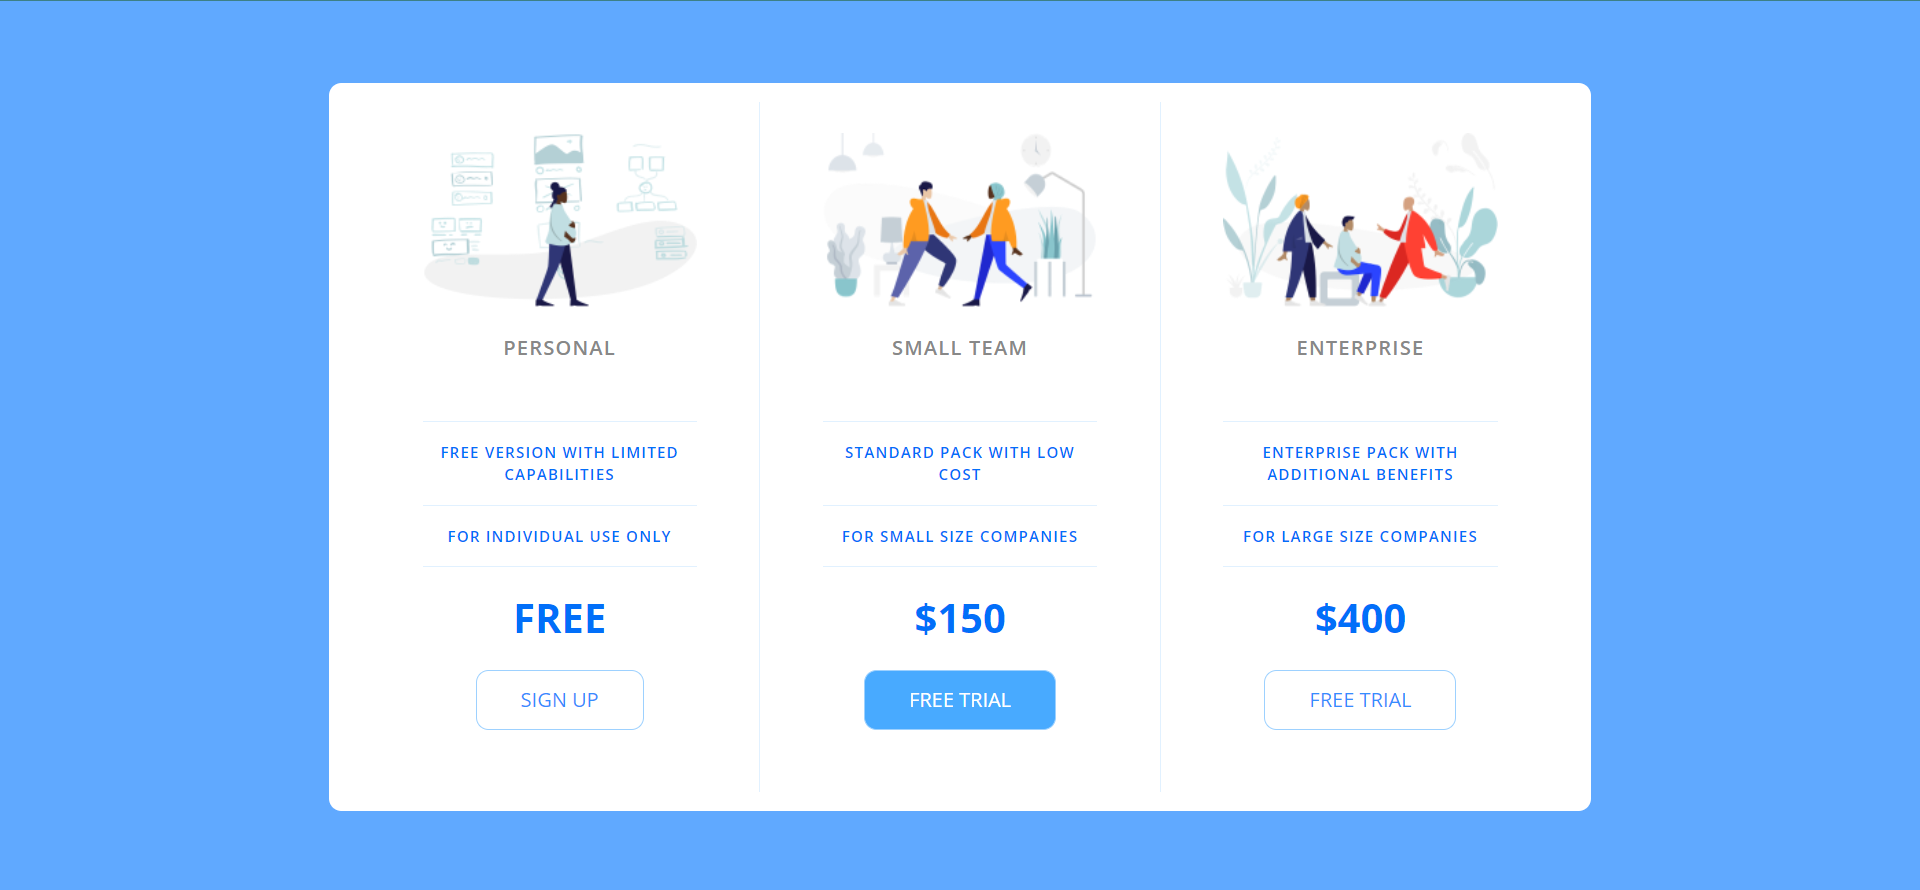 PERSONAL
FREE VERSION WITH LIMITED
CAPABILITIES
FOR INDIVIDUAL USE ONLY
FREE
SIGN UP
SMALL TEAM
STANDARD PACK WITH LOW
COST
FOR SMALL SIZE COMPANIES
$150
FREE TRIAL
ENTERPRISE
ENTERPRISE PACK WITH
ADDITIONAL BENEFITS
FOR LARGE SIZE COMPANIES
$400
FREE TRIAL